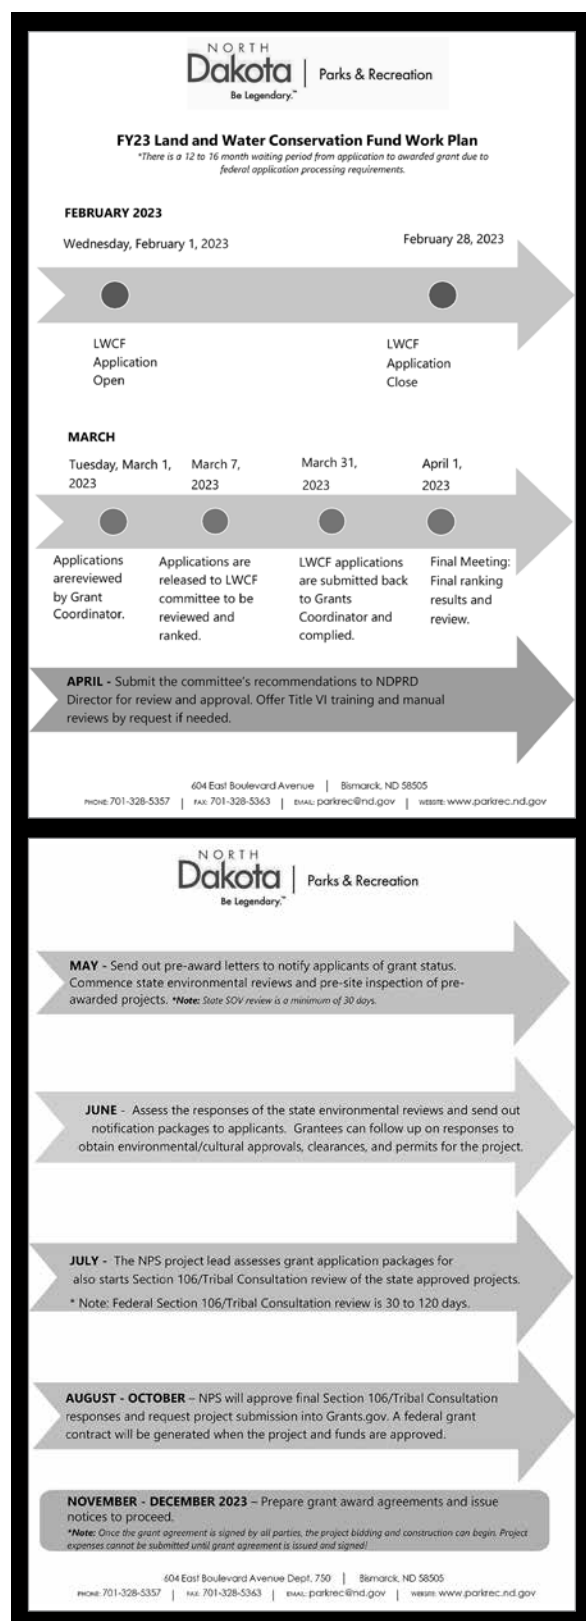 NORTH
Dakota | Parks & Recreation
Be Legendary.™
FY23 Land and Water Conservation Fund Work Plan
*There is a 12 to 16 month waiting period from application to awarded grant due to
federal application processing requirements.
FEBRUARY 2023
Wednesday, February 1, 2023
February 28, 2023
LWCF
Application
Open
LWCF
Application
Close
MARCH
Tuesday, March 1,
2023
March 7,
2023
March 31,
2023
April 1,
2023
Applications
arereviewed
by Grant
Coordinator.
Applications are
released to LWCF
committee to be
reviewed and
ranked.
LWCF applications
are submitted back
to Grants
Coordinator and
complied.
Final Meeting:
Final ranking
results and
review.
APRIL - Submit the committee's recommendations to NDPRD
Director for review and approval. Offer Title VI training and manual
reviews by request if needed.
604 East Boulevard Avenue | Bismarck, ND 58505
PHONE: 701-328-5357 | FAX: 701-328-5363 | EMAIL: parkrec@nd.gov | WEBSITE: www.parkrec.nd.gov
NORTH
Dakota | Parks & Recreation
Be Legendary.™
MAY - Send out pre-award letters to notify applicants of grant status.
Commence state environmental reviews and pre-site inspection of pre-
awarded projects. *Note: State SOV review is a minimum of 30 days.
JUNE - Assess the responses of the state environmental reviews and send out
notification packages to applicants. Grantees can follow up on responses to
obtain environmental/cultural approvals, clearances, and permits for the project.
JULY - The NPS project lead assesses grant application packages for
also starts Section 106/Tribal Consultation review of the state approved projects.
* Note: Federal Section 106/Tribal Consultation review is 30 to 120 days.
AUGUST - OCTOBER – NPS will approve final Section 106/Tribal Consultation
responses and request project submission into Grants.gov. A federal grant
contract will be generated when the project and funds are approved.
NOVEMBER - DECEMBER 2023 – Prepare grant award agreements and issue
notices to proceed.
*Note: Once the grant agreement is signed by all parties, the project bidding and construction can begin. Project
expenses cannot be submitted until grant agreement is issued and signed!
604 East Boulevard Avenue Dept. 750 | Bismarck, ND 58505
PHONE: 701-328-5357 | FAX: 701-328-5363 | EMAIL: parkrec@nd.gov | WEBSITE: www.parkrec.nd.gov